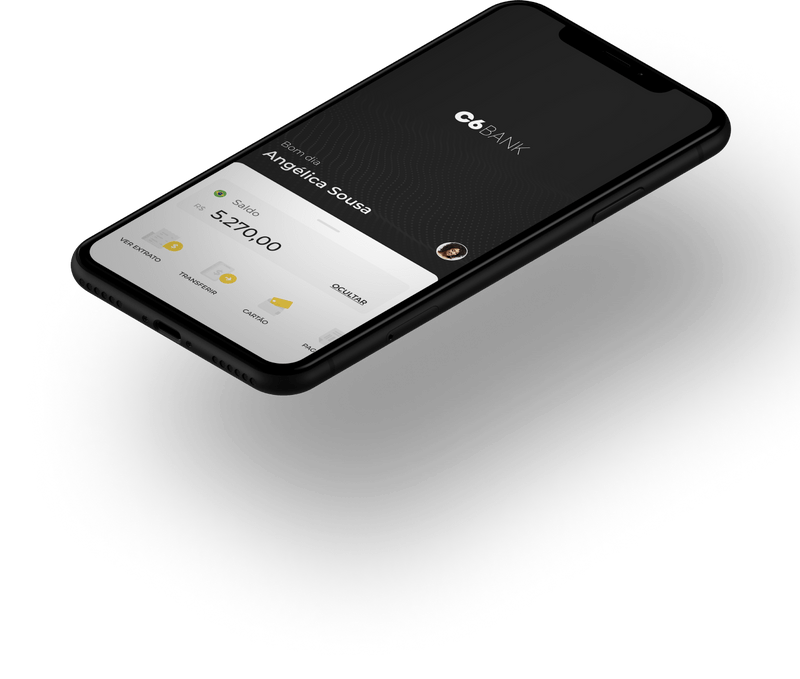 C6 BANK
Bom dia
Angélica Sousa
Saldo
R$ 5.270,00
OCULTAR
VER EXTRATO
TRANSFERIR
CARTÃO